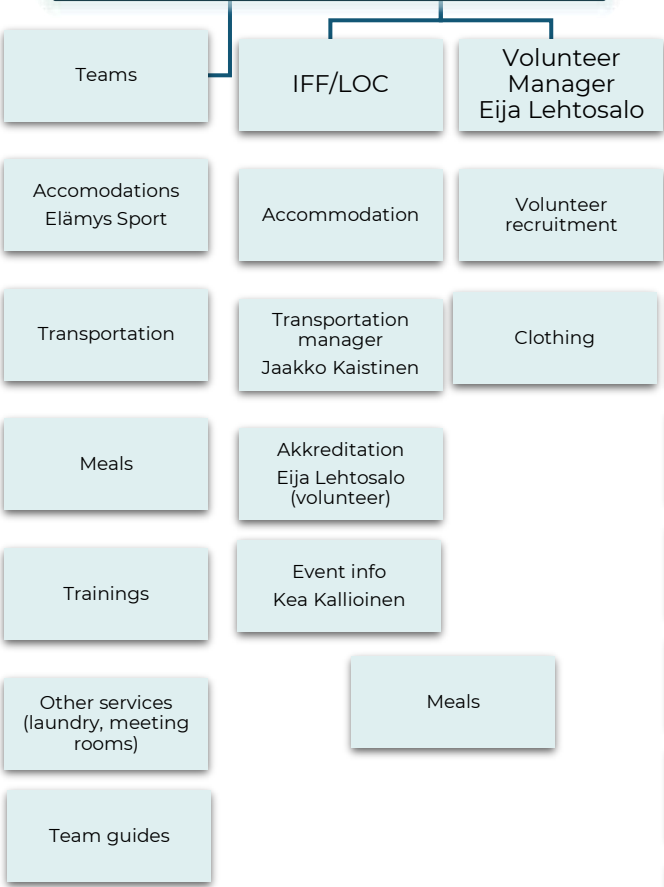 Teams
IFF/LOC
Volunteer
Manager
Eija Lehtosalo
Accomodations
Elämys Sport
Accommodation
Volunteer
recruitment
Transportation
Transportation
manager
Jaakko Kaistinen
Clothing
Meals
Akkreditation
Eija Lehtosalo
(volunteer)
Trainings
Event info
Kea Kallioinen
Other services
(laundry, meeting
rooms)
Meals
Team guides